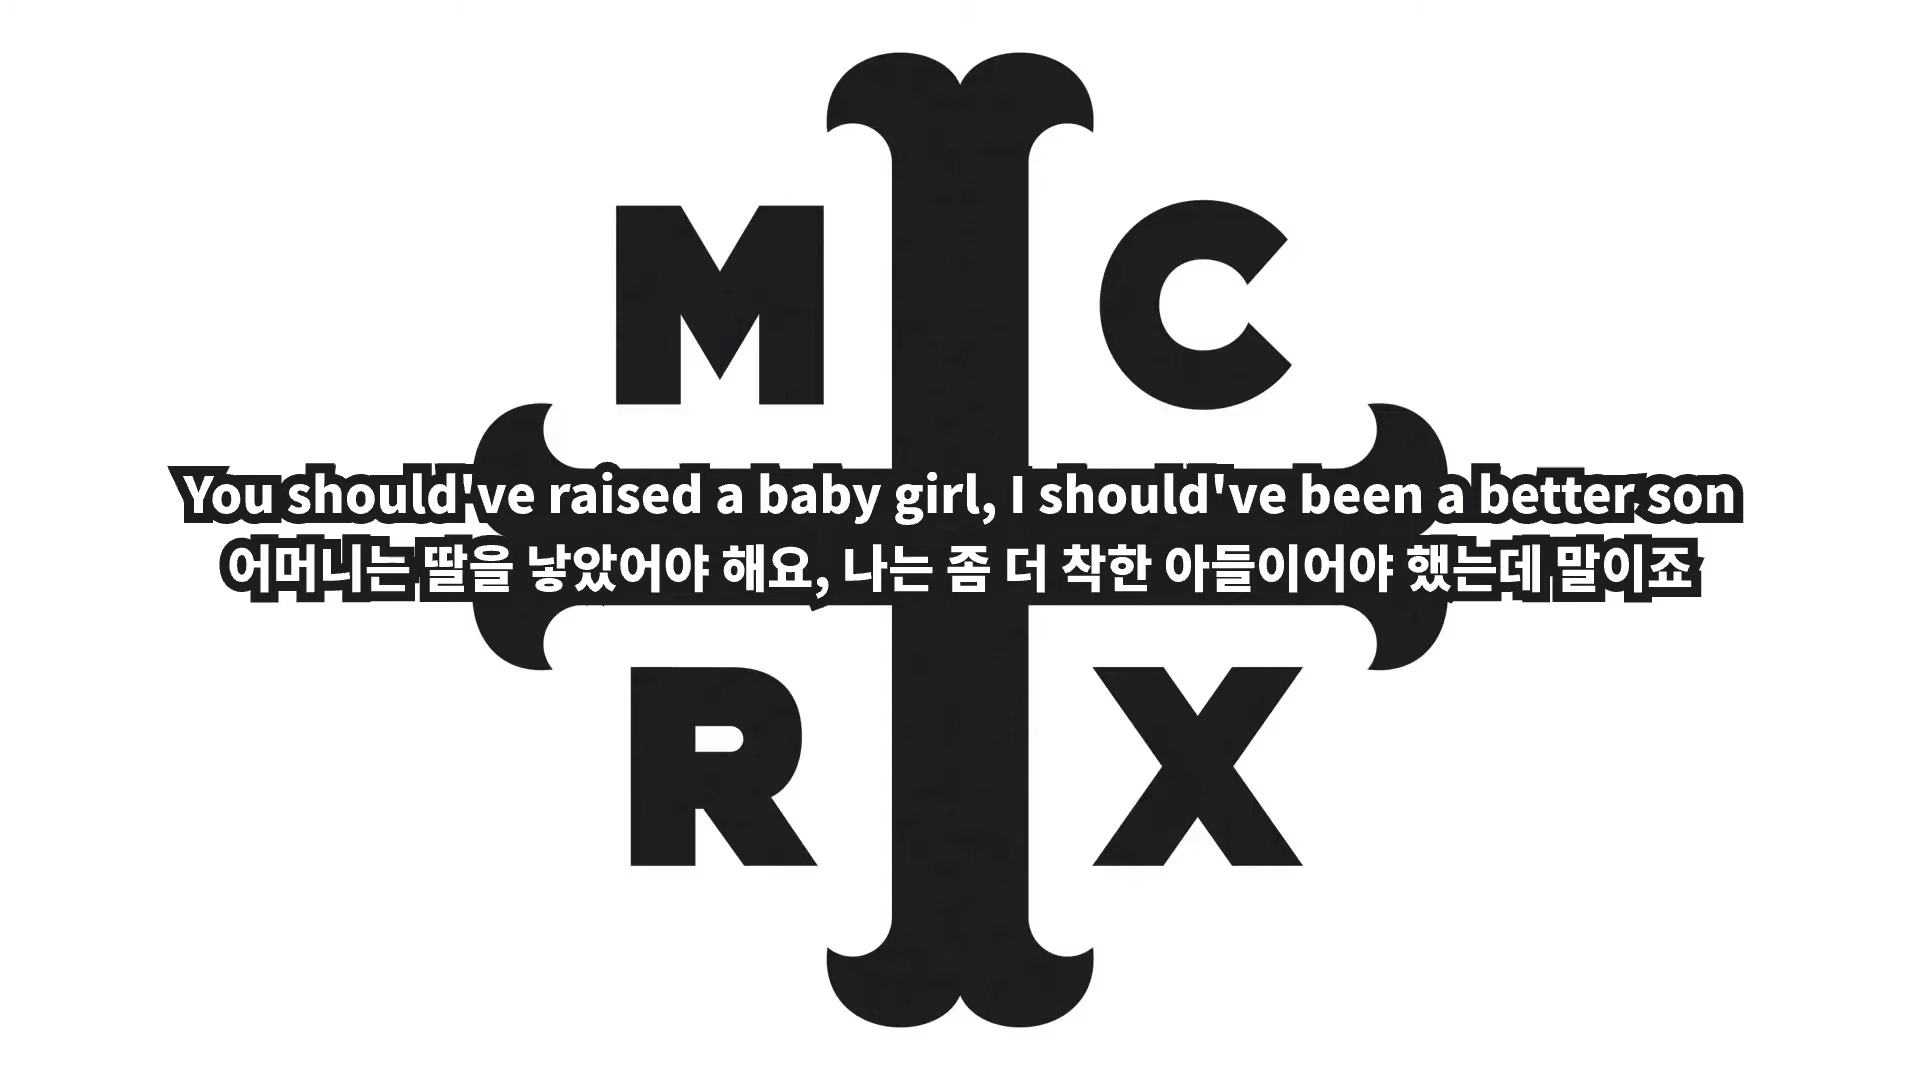 M C
You should've raised a baby girl, I should've been a better son
어머니는 딸을 낳았어야 해요, 나는 좀 더 착한 아들이어야 했는데 말이죠
R X